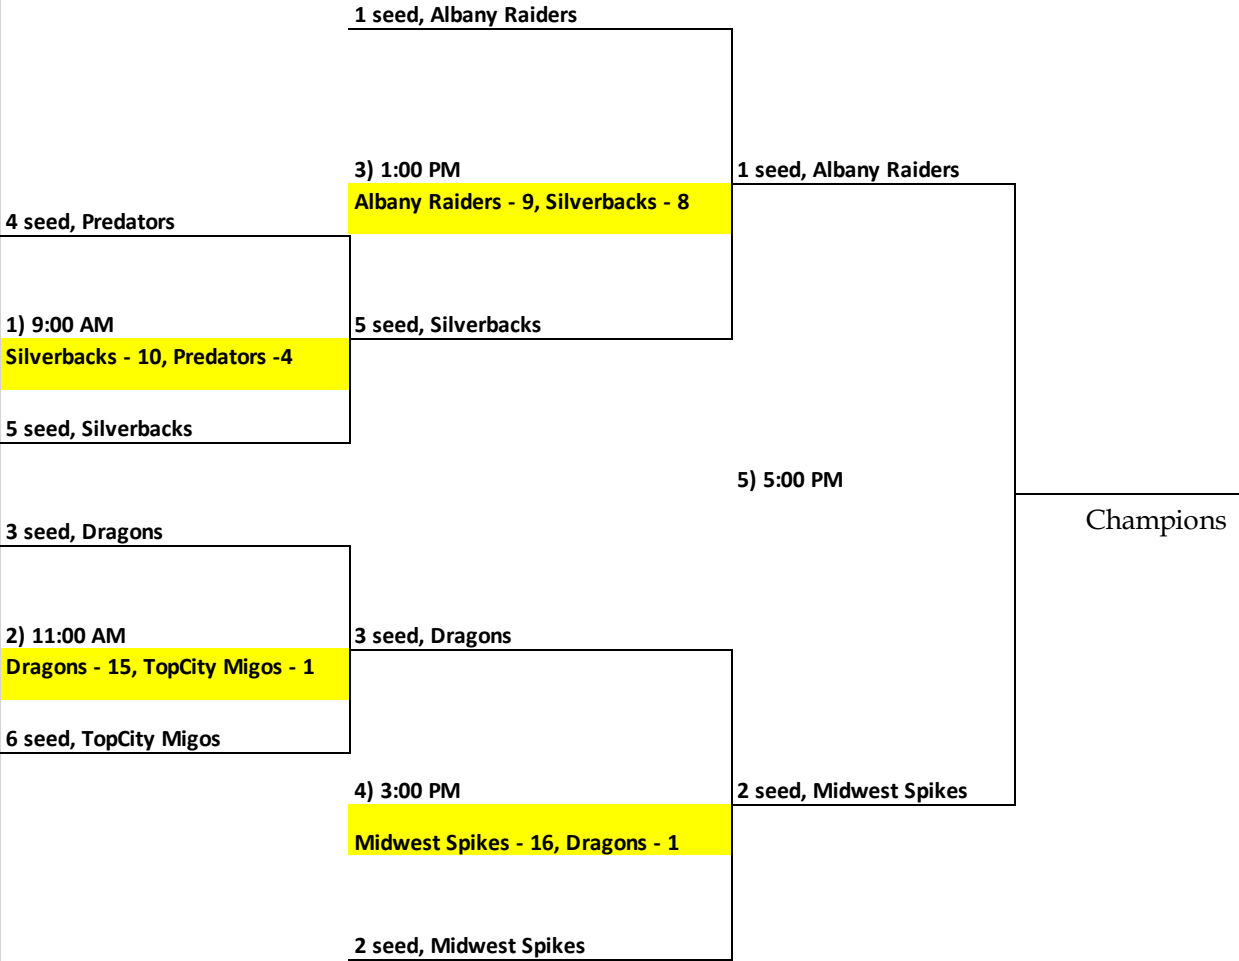 1 seed, Albany Raiders
3) 1:00 PM
1 seed, Albany Raiders
Albany Raiders - 9, Silverbacks - 8
4 seed, Predators
1) 9:00 AM
5 seed, Silverbacks
Silverbacks - 10, Predators -4
5 seed, Silverbacks
5) 5:00 PM
Champions
3 seed, Dragons
2) 11:00 AM
3 seed, Dragons
Dragons - 15, TopCity Migos - 1
6 seed, TopCity Migos
4) 3:00 PM
2 seed, Midwest Spikes
Midwest Spikes - 16, Dragons - 1
2 seed, Midwest Spikes